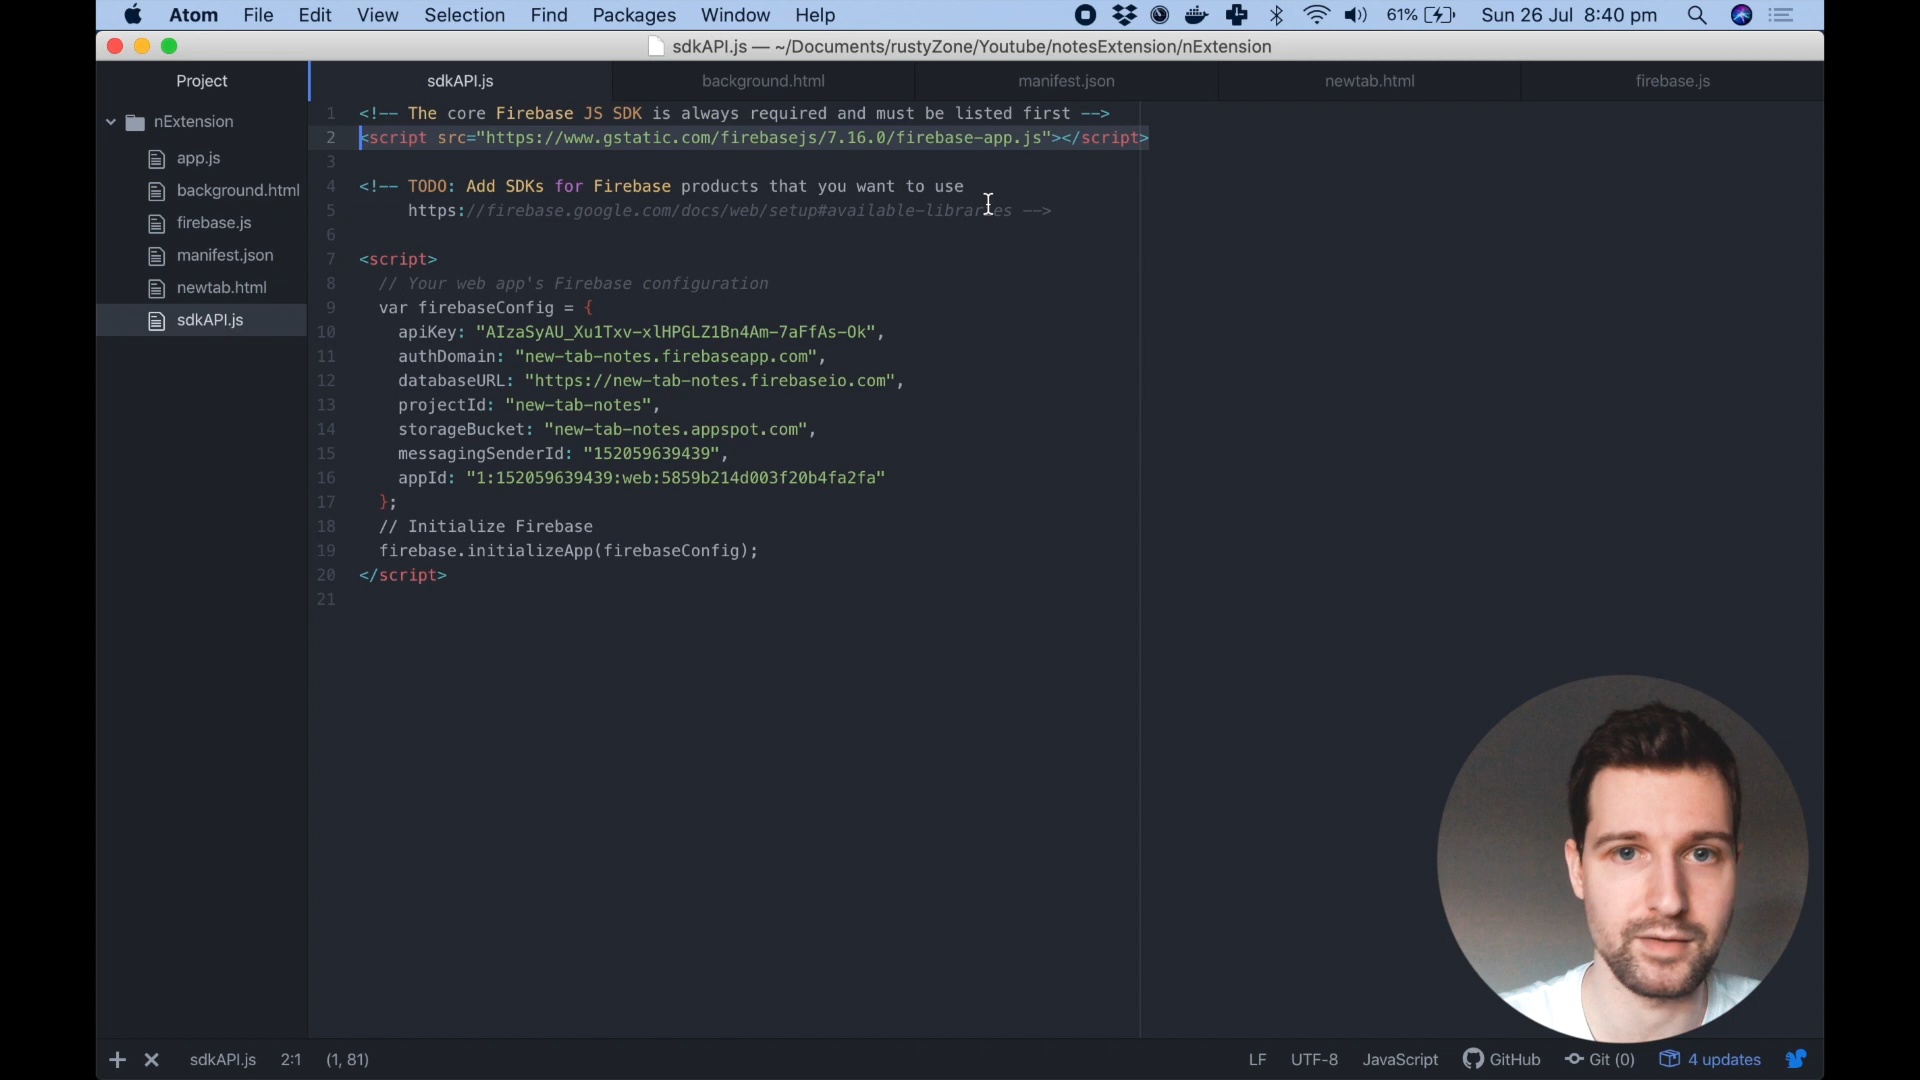 Atom File Edit View Selection Find Packages Window Help 61% Sun 26 Jul 8:40 pm
sdkAPI.js — ~/Documents/rustyZone/Youtube/notesExtension/nExtension
Project sdkAPI.js background.html manifest.json newtab.html firebase.js
nExtension
app.js
background.html
firebase.js
manifest.json
newtab.html
sdkAPI.js
1 <!-- The core Firebase JS SDK is always required and must be listed first -->
2 <script src="https://www.gstatic.com/firebasejs/7.16.0/firebase-app.js"></script>
3
4 <!-- TODO: Add SDKs for Firebase products that you want to use
5 https://firebase.google.com/docs/web/setup#available-libraries -->
6
7 <script>
8 // Your web app's Firebase configuration
9 var firebaseConfig = {
10 apiKey: "AIzaSyAU_Xu1Txv-xlHPGLZ1Bn4Am-7aFfAs-Ok",
11 authDomain: "new-tab-notes.firebaseapp.com",
12 databaseURL: "https://new-tab-notes.firebaseio.com",
13 projectId: "new-tab-notes",
14 storageBucket: "new-tab-notes.appspot.com",
15 messagingSenderId: "152059639439",
16 appId: "1:152059639439:web:5859b214d003f20b4fa2fa"
17 };
18 // Initialize Firebase
19 firebase.initializeApp(firebaseConfig);
20 </script>
21
sdkAPI.js 2:1 (1, 81) LF UTF-8 JavaScript GitHub Git (0) 4 updates